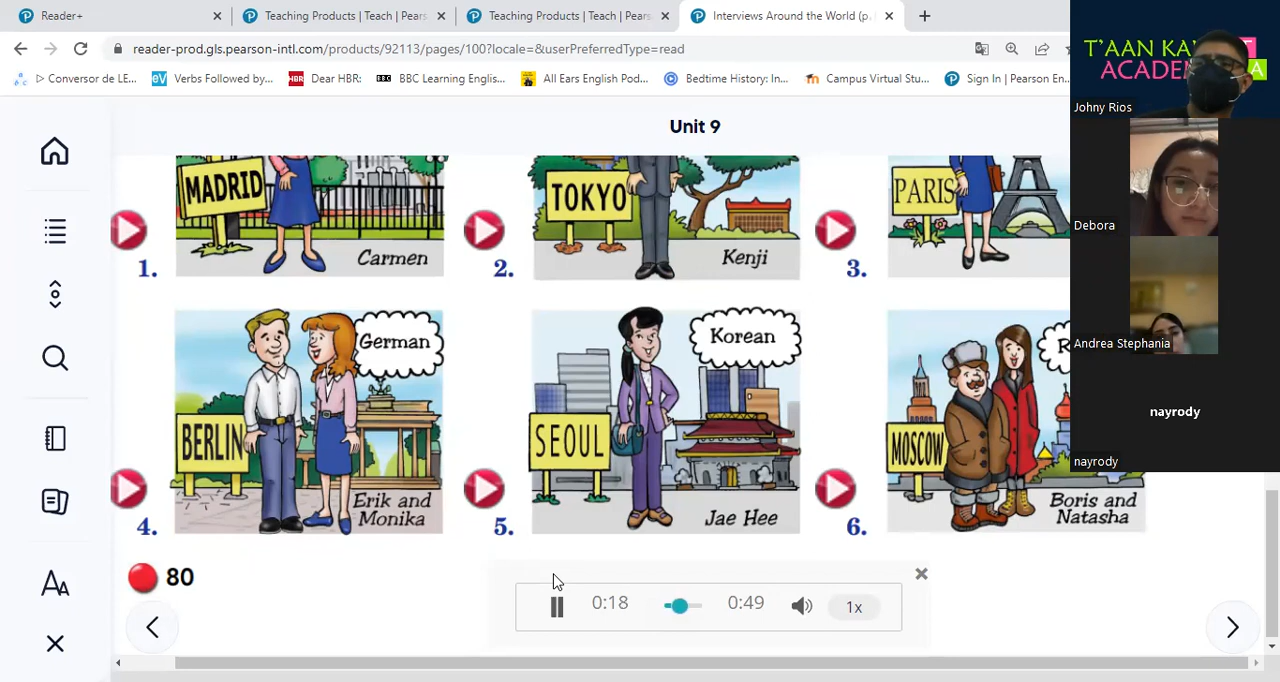 Reader+
Teaching Products | Teach | Pears
Teaching Products | Teach | Pears
Interviews Around the World (p.
reader-prod.gls.pearson-intl.com/products/92113/pages/100?locale=&userPreferredType=read
▷ Conversor de LE...
Verbs Followed by...
HBR Dear HBR:
BBC BBC Learning Englis...
All Ears English Pod...
Bedtime History: In...
Campus Virtual Stu...
Sign In | Pearson En...
Unit 9
MADRID
Carmen
1.
TOKYO
Kenji
2.
PARIS
3.
German
BERLIN
Erik and
Monika
4.
Korean
SEOUL
Jae Hee
5.
MOSCOW
Boris and
Natasha
6.
80
0:18
0:49
1x
T'AAN
Johny Rios
Debora
Andrea Stephania
nayrody
nayrody